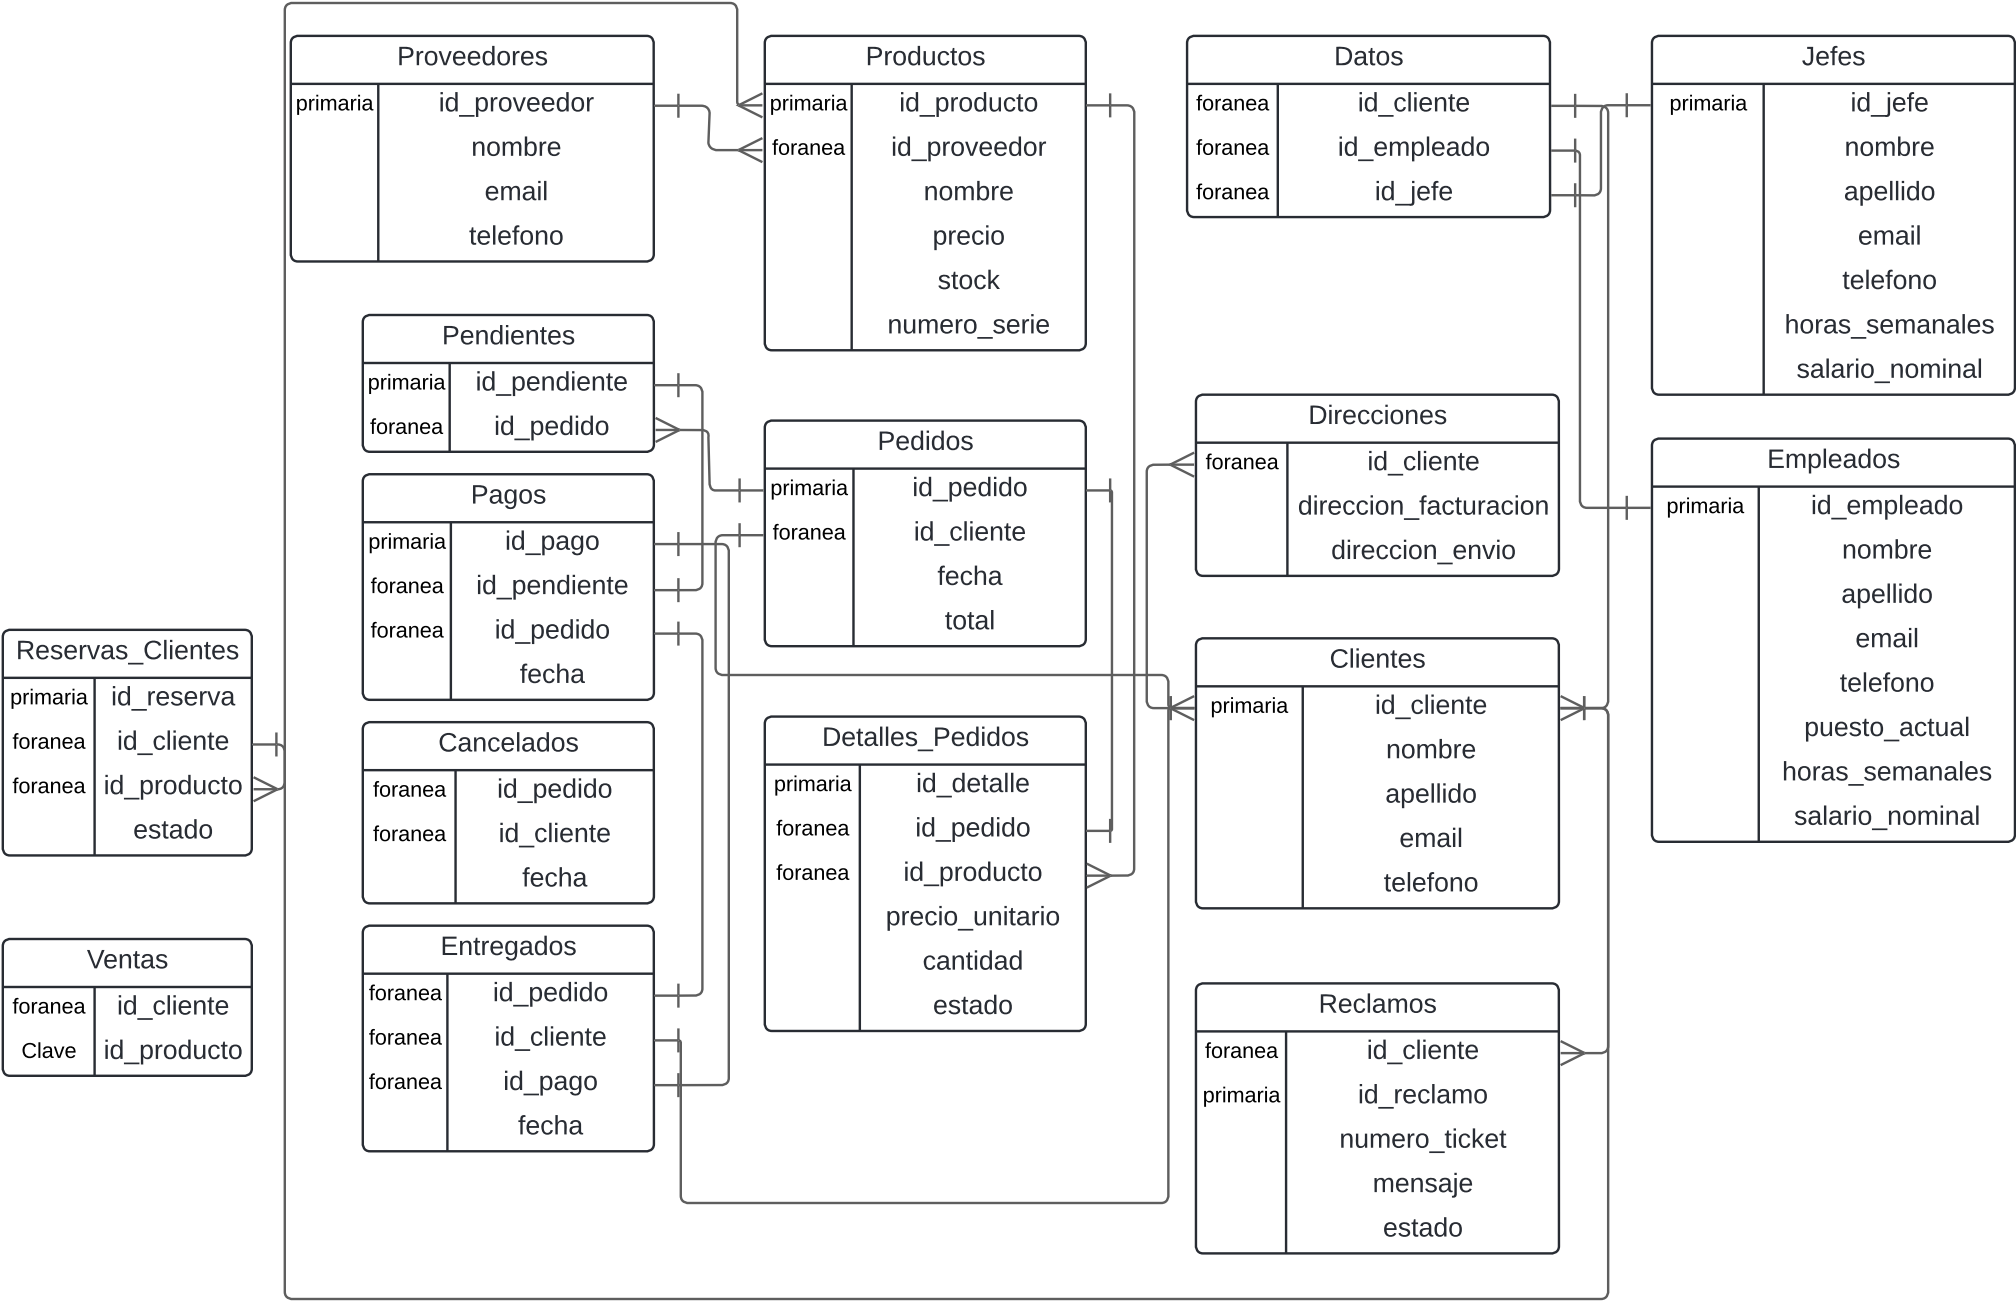 Proveedores
primaria id_proveedor
nombre
email
telefono
Productos
primaria id_producto
foranea id_proveedor
nombre
precio
stock
numero_serie
Datos
foranea id_cliente
foranea id_empleado
foranea id_jefe
Jefes
primaria id_jefe
nombre
apellido
email
telefono
horas_semanales
salario_nominal
Pendientes
primaria id_pendiente
foranea id_pedido
Pedidos
primaria id_pedido
foranea id_cliente
fecha
total
Direcciones
foranea id_cliente
direccion_facturacion
direccion_envio
Empleados
primaria id_empleado
nombre
apellido
email
telefono
puesto_actual
horas_semanales
salario_nominal
Pagos
primaria id_pago
foranea id_pendiente
foranea id_pedido
fecha
Reservas_Clientes
primaria id_reserva
foranea id_cliente
foranea id_producto
estado
Clientes
primaria id_cliente
nombre
apellido
email
telefono
Cancelados
foranea id_pedido
foranea id_cliente
fecha
Detalles_Pedidos
primaria id_detalle
foranea id_pedido
foranea id_producto
precio_unitario
cantidad
estado
Ventas
foranea id_cliente
Clave id_producto
Entregados
foranea id_pedido
foranea id_cliente
foranea id_pago
fecha
Reclamos
foranea id_cliente
primaria id_reclamo
numero_ticket
mensaje
estado